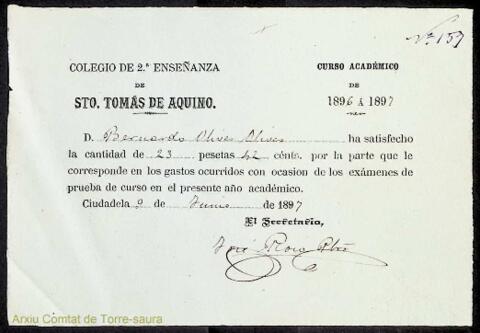 Nº 157
COLEGIO DE 2.ª ENSEÑANZA
DE
STO. TOMÁS DE AQUINO.
CURSO ACADÉMICO
DE
1896 Á 1897
D. Bernardo Olives Olives ha satisfecho
la cantidad de 23 pesetas 42 cénts. por la parte que le
corresponde en los gastos ocurridos con ocasion de los exámenes de
prueba de curso en el presente año académico.
Ciudadela 9 de Junio de 1897
El Secretario,
José Roca Pbro
Arxiu Comtat de Torre-saura